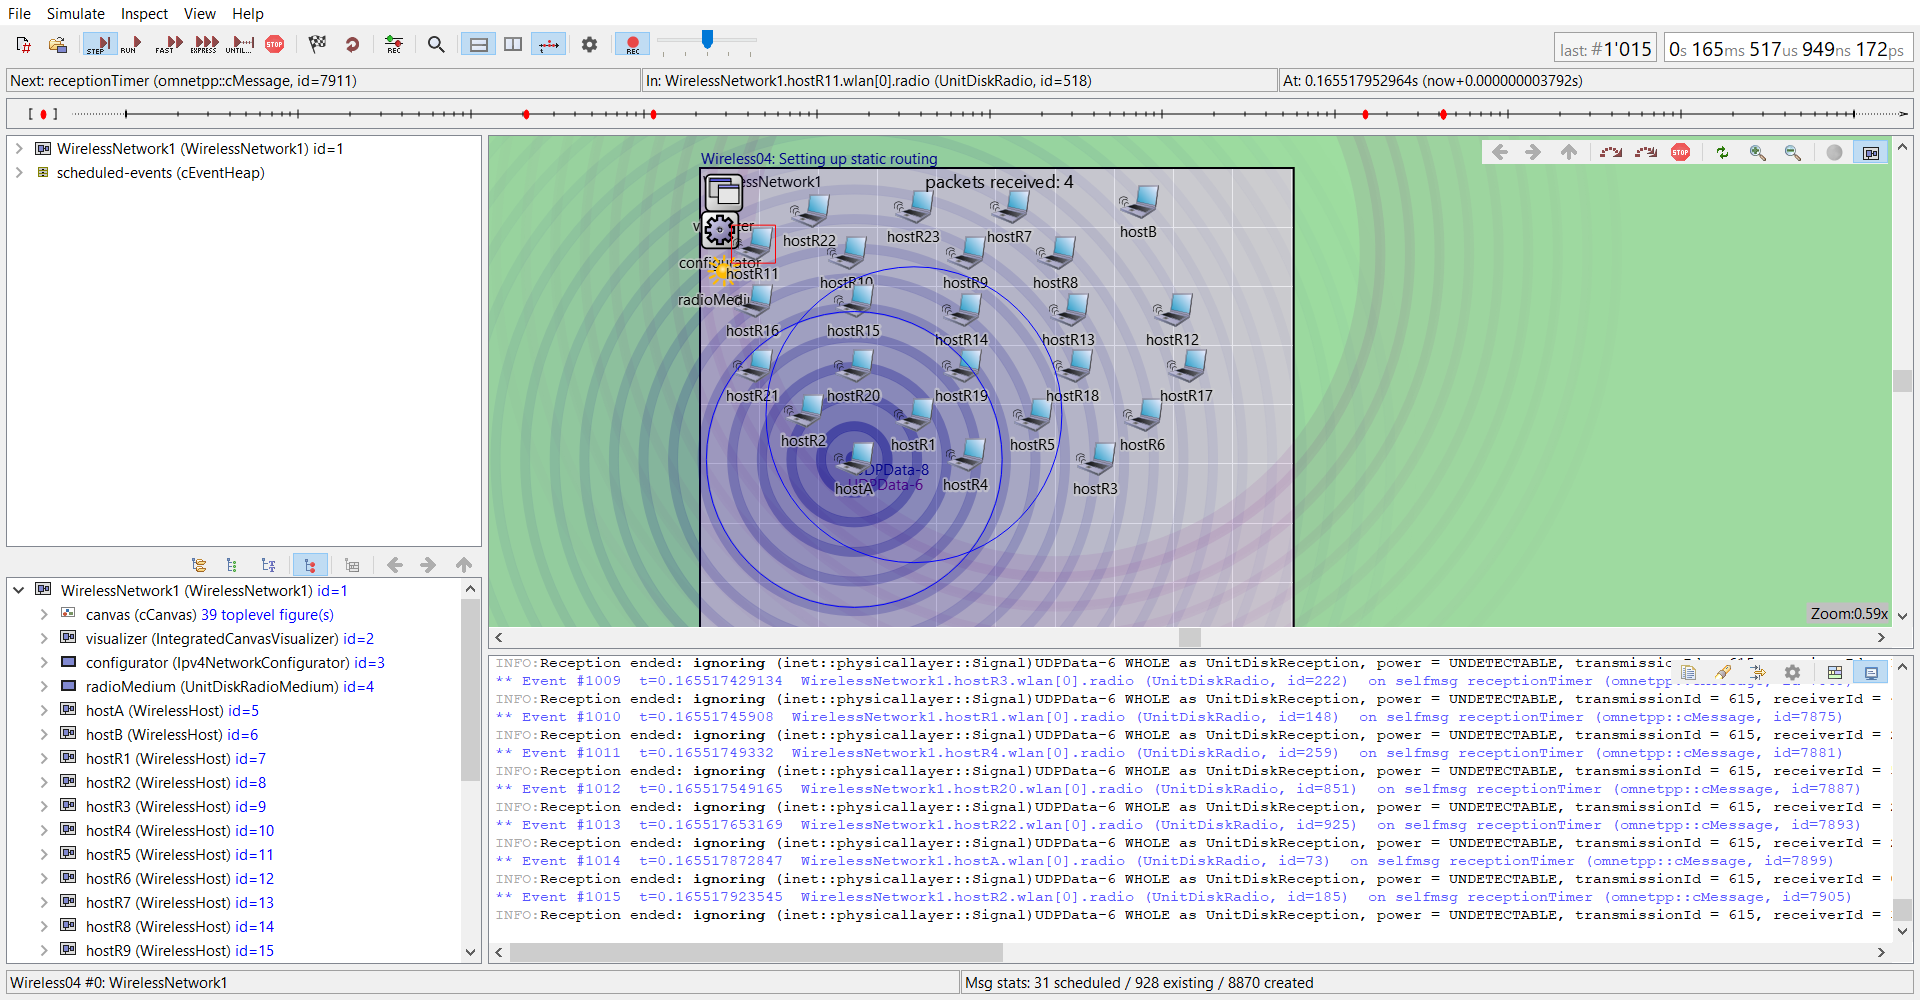 File Simulate Inspect View Help
STEP RUN FAST EXPRESS UNTIL... STOP REC REC
last: #1'015
0s 165ms 517us 949ns 172ps
Next: receptionTimer (omnetpp::cMessage, id=7911)
In: WirelessNetwork1.hostR11.wlan[0].radio (UnitDiskRadio, id=518)
At: 0.165517952964s (now+0.000000003792s)
WirelessNetwork1 (WirelessNetwork1) id=1
scheduled-events (cEventHeap)
Wireless04: Setting up static routing
STOP
packets received: 4
hostR22
hostR23
hostR7
hostB
configurator
hostR11
hostR10
hostR9
hostR8
hostR16
hostR15
hostR14
hostR13
hostR12
hostR21
hostR20
hostR19
hostR18
hostR17
hostR2
hostR1
hostR5
hostR6
hostA
hostR4
hostR3
UDPData-6
Zoom:0.59x
WirelessNetwork1 (WirelessNetwork1) id=1
canvas (cCanvas) 39 toplevel figure(s)
visualizer (IntegratedCanvasVisualizer) id=2
configurator (Ipv4NetworkConfigurator) id=3
radioMedium (UnitDiskRadioMedium) id=4
hostA (WirelessHost) id=5
hostB (WirelessHost) id=6
hostR1 (WirelessHost) id=7
hostR2 (WirelessHost) id=8
hostR3 (WirelessHost) id=9
hostR4 (WirelessHost) id=10
hostR5 (WirelessHost) id=11
hostR6 (WirelessHost) id=12
hostR7 (WirelessHost) id=13
hostR8 (WirelessHost) id=14
hostR9 (WirelessHost) id=15
INFO:Reception ended: ignoring (inet::physicallayer::Signal)UDPData-6 WHOLE as UnitDiskReception, power = UNDETECTABLE, transmissionId = 615, receiverId =
** Event #1009 t=0.165517429134 WirelessNetwork1.hostR3.wlan[0].radio (UnitDiskRadio, id=222) on selfmsg receptionTimer (omnetpp::cMessage,
INFO:Reception ended: ignoring (inet::physicallayer::Signal)UDPData-6 WHOLE as UnitDiskReception, power = UNDETECTABLE, transmissionId = 615, receiverId =
** Event #1010 t=0.16551745908 WirelessNetwork1.hostR1.wlan[0].radio (UnitDiskRadio, id=148) on selfmsg receptionTimer (omnetpp::cMessage, id=7875)
INFO:Reception ended: ignoring (inet::physicallayer::Signal)UDPData-6 WHOLE as UnitDiskReception, power = UNDETECTABLE, transmissionId = 615, receiverId =
** Event #1011 t=0.16551749332 WirelessNetwork1.hostR4.wlan[0].radio (UnitDiskRadio, id=259) on selfmsg receptionTimer (omnetpp::cMessage, id=7881)
INFO:Reception ended: ignoring (inet::physicallayer::Signal)UDPData-6 WHOLE as UnitDiskReception, power = UNDETECTABLE, transmissionId = 615, receiverId =
** Event #1012 t=0.165517549165 WirelessNetwork1.hostR20.wlan[0].radio (UnitDiskRadio, id=851) on selfmsg receptionTimer (omnetpp::cMessage, id=7887)
INFO:Reception ended: ignoring (inet::physicallayer::Signal)UDPData-6 WHOLE as UnitDiskReception, power = UNDETECTABLE, transmissionId = 615, receiverId =
** Event #1013 t=0.165517653169 WirelessNetwork1.hostR22.wlan[0].radio (UnitDiskRadio, id=925) on selfmsg receptionTimer (omnetpp::cMessage, id=7893)
INFO:Reception ended: ignoring (inet::physicallayer::Signal)UDPData-6 WHOLE as UnitDiskReception, power = UNDETECTABLE, transmissionId = 615, receiverId =
** Event #1014 t=0.165517872847 WirelessNetwork1.hostA.wlan[0].radio (UnitDiskRadio, id=73) on selfmsg receptionTimer (omnetpp::cMessage, id=7899)
INFO:Reception ended: ignoring (inet::physicallayer::Signal)UDPData-6 WHOLE as UnitDiskReception, power = UNDETECTABLE, transmissionId = 615, receiverId =
** Event #1015 t=0.165517923545 WirelessNetwork1.hostR2.wlan[0].radio (UnitDiskRadio, id=185) on selfmsg receptionTimer (omnetpp::cMessage, id=7905)
INFO:Reception ended: ignoring (inet::physicallayer::Signal)UDPData-6 WHOLE as UnitDiskReception, power = UNDETECTABLE, transmissionId = 615, receiverId =
Wireless04 #0: WirelessNetwork1
Msg stats: 31 scheduled / 928 existing / 8870 created